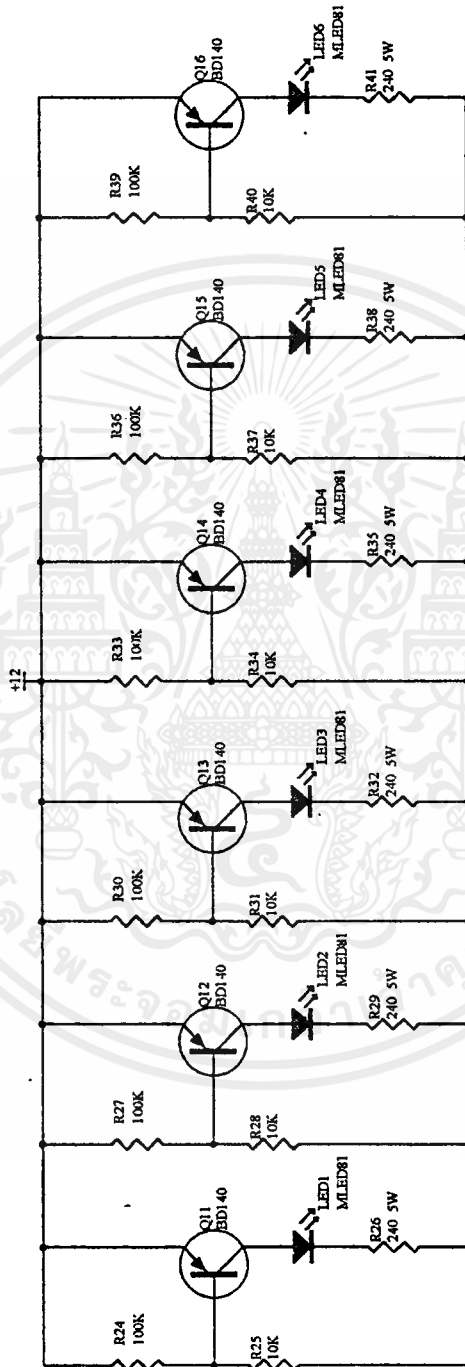 +12
R24
100K
Q11
BD140
R25
10K
LED1
MLED81
R26
240 5W
R27
100K
Q12
BD140
R28
10K
LED2
MLED81
R29
240 5W
R30
100K
Q13
BD140
R31
10K
LED3
MLED81
R32
240 5W
R33
100K
Q14
BD140
R34
10K
LED4
MLED81
R35
240 5W
R36
100K
Q15
BD140
R37
10K
LED5
MLED81
R38
240 5W
R39
100K
Q16
BD140
R40
10K
LED6
MLED81
R41
240 5W